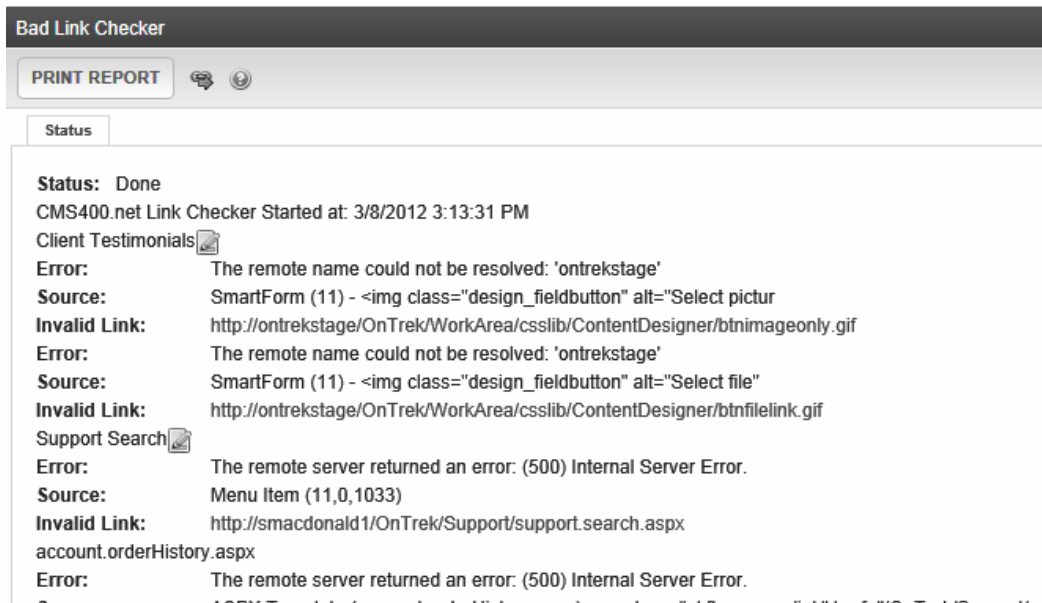 Bad Link Checker
PRINT REPORT
Status
Status: Done
CMS400.net Link Checker Started at: 3/8/2012 3:13:31 PM
Client Testimonials
Error: The remote name could not be resolved: 'ontrekstage'
Source: SmartForm (11) - <img class="design_fieldbutton" alt="Select pictur
Invalid Link: http://ontrekstage/OnTrek/WorkArea/csslib/ContentDesigner/btnimageonly.gif
Error: The remote name could not be resolved: 'ontrekstage'
Source: SmartForm (11) - <img class="design_fieldbutton" alt="Select file"
Invalid Link: http://ontrekstage/OnTrek/WorkArea/csslib/ContentDesigner/btnfilelink.gif
Support Search
Error: The remote server returned an error: (500) Internal Server Error.
Source: Menu Item (11,0,1033)
Invalid Link: http://smacdonald1/OnTrek/Support/support.search.aspx
account.orderHistory.aspx
Error: The remote server returned an error: (500) Internal Server Error.